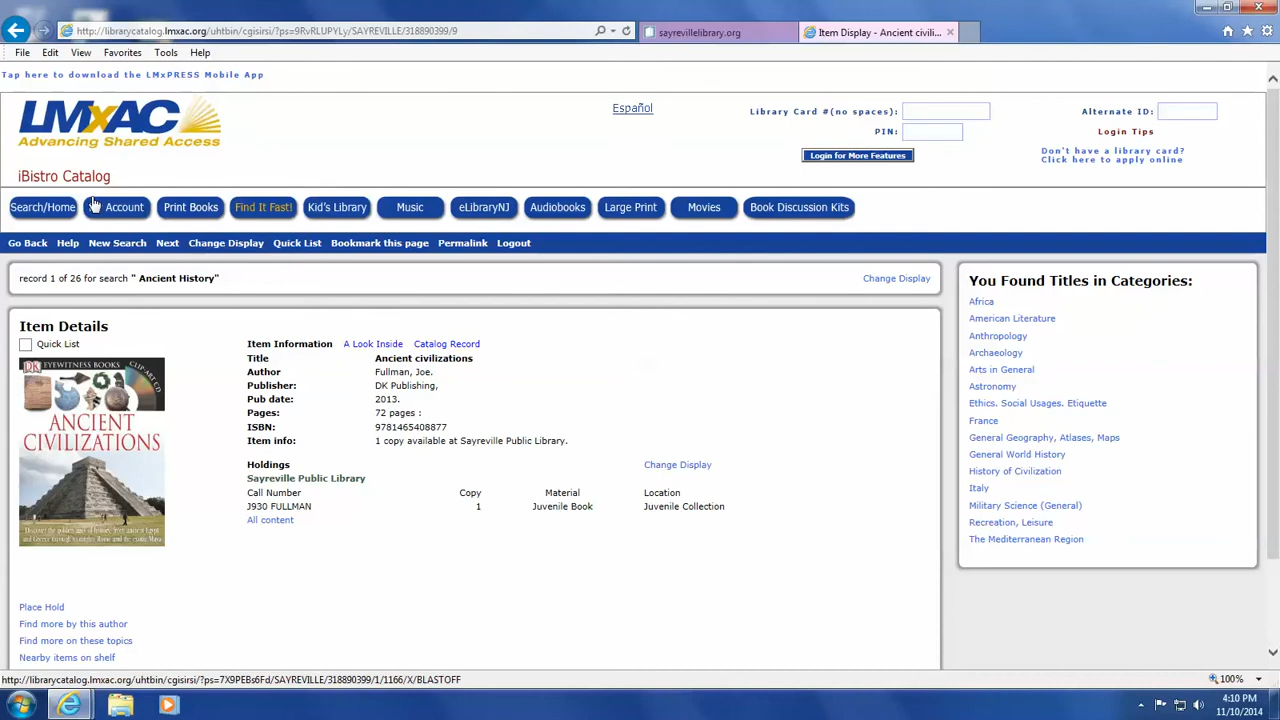 http://librarycatalog.lmxac.org/uhtbin/cgisirsi/?ps=9RvRLUPYLy/SAYREVILLE/318890399/9
sayrevillelibrary.org
Item Display - Ancient civili...
File Edit View Favorites Tools Help
Tap here to download the LMxPRESS Mobile App
LMxAC
Advancing Shared Access
iBistro Catalog
Español
Library Card #(no spaces):
PIN:
Login for More Features
Alternate ID:
Login Tips
Don't have a library card?
Click here to apply online
Search/Home Account Print Books Find It Fast! Kid's Library Music eLibraryNJ Audiobooks Large Print Movies Book Discussion Kits
Go Back Help New Search Next Change Display Quick List Bookmark this page Permalink Logout
record 1 of 26 for search " Ancient History"
Change Display
Item Details
Quick List
DK EYEWITNESS BOOKS
CLIP-ART CD
ANCIENT
CIVILIZATIONS
Item Information A Look Inside Catalog Record
Title Ancient civilizations
Author Fullman, Joe.
Publisher: DK Publishing,
Pub date: 2013.
Pages: 72 pages :
ISBN: 9781465408877
Item info: 1 copy available at Sayreville Public Library.
Holdings Change Display
Sayreville Public Library
Call Number Copy Material Location
J930 FULLMAN 1 Juvenile Book Juvenile Collection
All content
Place Hold
Find more by this author
Find more on these topics
Nearby items on shelf
You Found Titles in Categories:
Africa
American Literature
Anthropology
Archaeology
Arts in General
Astronomy
Ethics. Social Usages. Etiquette
France
General Geography, Atlases, Maps
General World History
History of Civilization
Italy
Military Science (General)
Recreation, Leisure
The Mediterranean Region
http://librarycatalog.lmxac.org/uhtbin/cgisirsi/?ps=7X9PEBs6Fd/SAYREVILLE/318890399/1/1166/X/BLASTOFF
100%
4:10 PM
11/10/2014